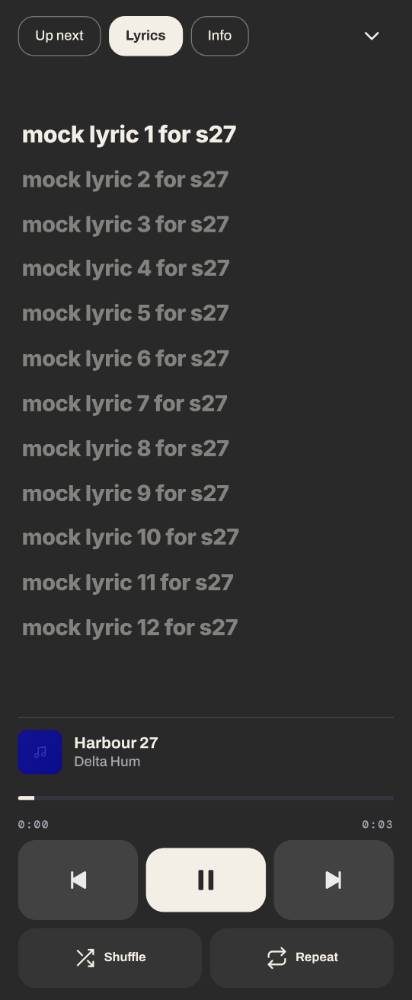 Up next Lyrics Info
mock lyric 1 for s27
mock lyric 2 for s27
mock lyric 3 for s27
mock lyric 4 for s27
mock lyric 5 for s27
mock lyric 6 for s27
mock lyric 7 for s27
mock lyric 8 for s27
mock lyric 9 for s27
mock lyric 10 for s27
mock lyric 11 for s27
mock lyric 12 for s27
Harbour 27
Delta Hum
0:00 0:03
Shuffle Repeat